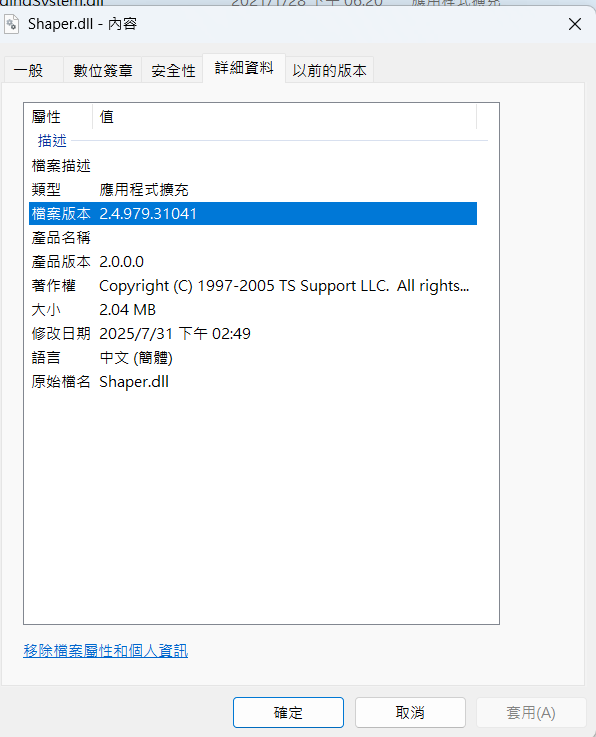 Shaper.dll - 內容
一般 數位簽章 安全性 詳細資料 以前的版本
屬性 值
描述
檔案描述
類型 應用程式擴充
檔案版本 2.4.979.31041
產品名稱
產品版本 2.0.0.0
著作權 Copyright (C) 1997-2005 TS Support LLC.  All rights...
大小 2.04 MB
修改日期 2025/7/31 下午 02:49
語言 中文 (簡體)
原始檔名 Shaper.dll
移除檔案屬性和個人資訊
確定 取消 套用(A)